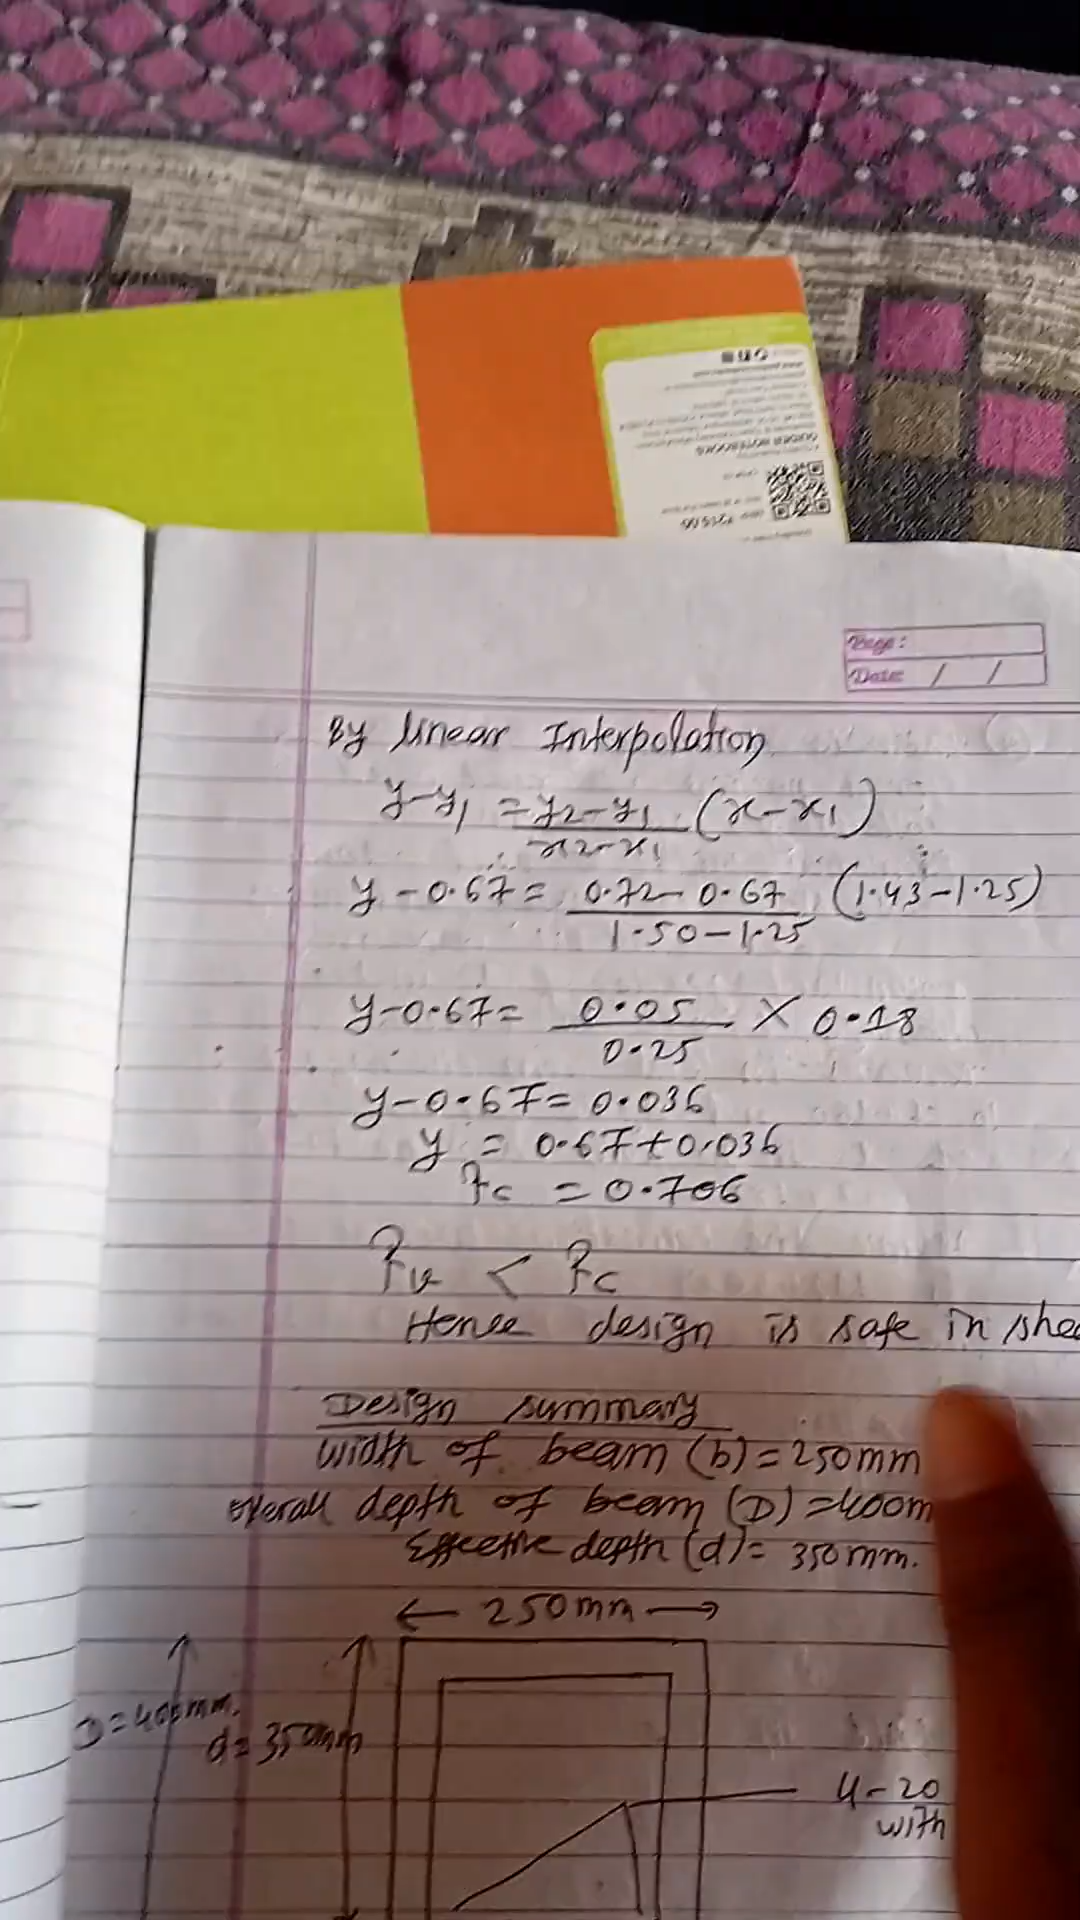 GUIDER NOTEBOOKS
Page:
Date: / /
By linear Interpolation
y-y1 = y2-y1 (x-x1)
x2-x1
y-0.67 = 0.72-0.67 (1.43-1.25)
1.50-1.25
y-0.67 = 0.05 × 0.18
0.25
y-0.67 = 0.036
y = 0.67+0.036
τc = 0.706
τv < τc
Hence design is safe in shea
Design summary
width of beam (b) = 250mm
overall depth of beam (D) = 400m
Effective depth (d) = 350mm.
← 250mm →
D=400mm.
d=350mm
4-20
with